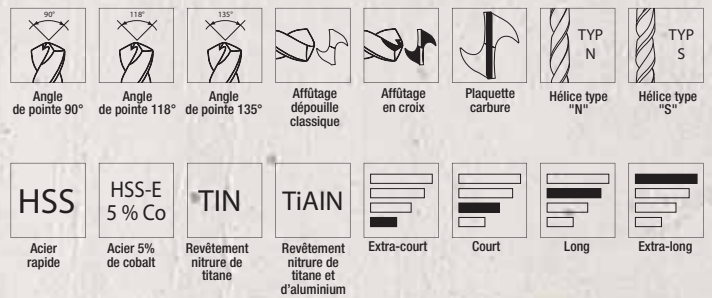 90°
118°
135°
TYP
N
TYP
S
Angle
de pointe 90°
Angle
de pointe 118°
Angle
de pointe 135°
Affûtage
dépouille
classique
Affûtage
en croix
Plaquette
carbure
Hélice type
"N"
Hélice type
"S"
HSS
HSS-E
5 % Co
TIN
TiAIN
Acier
rapide
Acier 5%
de cobalt
Revêtement
nitrure de
titane
Revêtement
nitrure de
titane et
d'aluminium
Extra-court
Court
Long
Extra-long